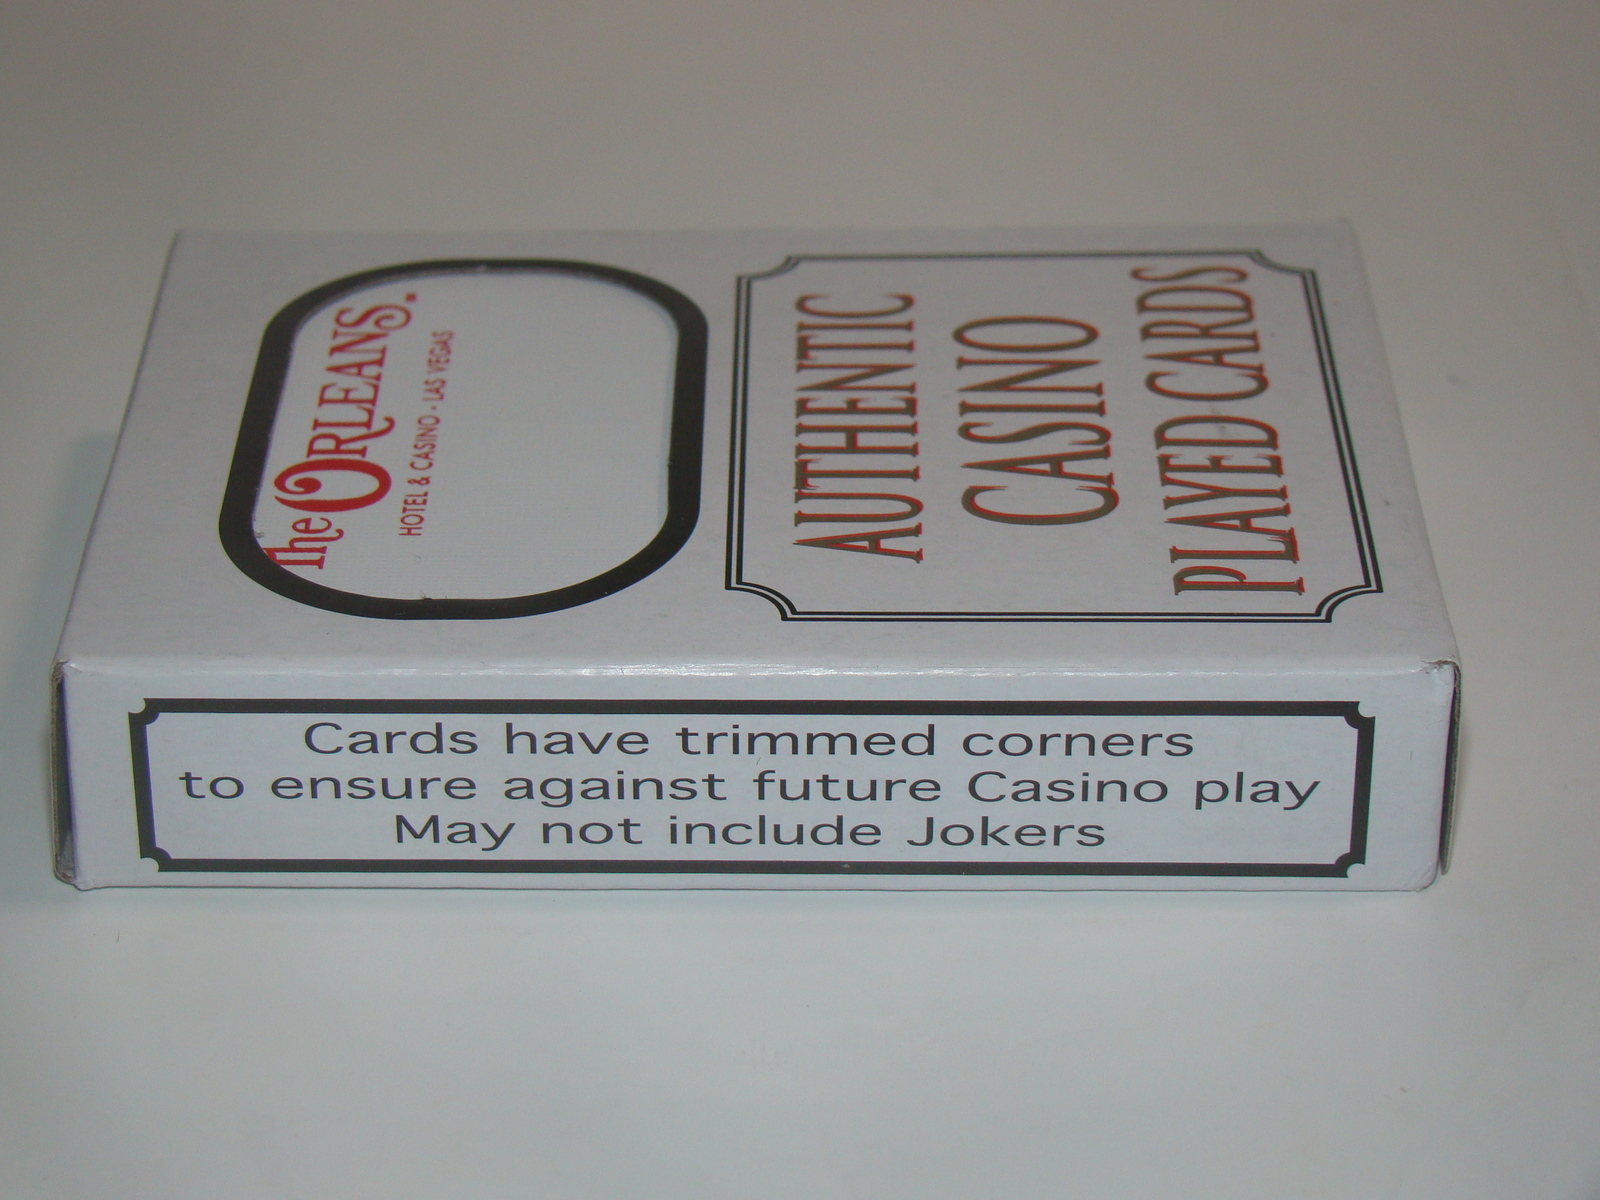 The ORLEANS
HOTEL & CASINO · LAS VEGAS
AUTHENTIC
CASINO
PLAYED CARDS
Cards have trimmed corners
to ensure against future Casino play
May not include Jokers